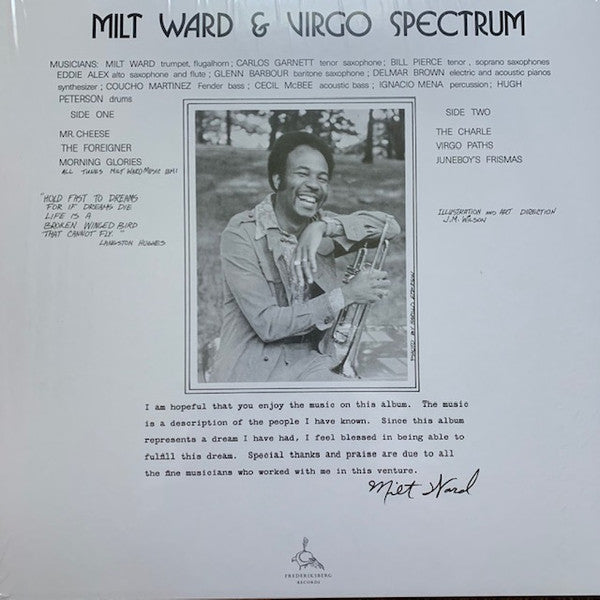 MILT WARD & VIRGO SPECTRUM
MUSICIANS: MILT WARD trumpet, flugalhorn; CARLOS GARNETT tenor saxophone; BILL PIERCE tenor, soprano saxophones
EDDIE ALEX alto saxophone and flute; GLENN BARBOUR baritone saxophone; DELMAR BROWN electric and acoustic pianos
synthesizer; COUCHO MARTINEZ Fender bass; CECIL McBEE acoustic bass; IGNACIO MENA percussion; HUGH
PETERSON drums
SIDE ONE
MR. CHEESE
THE FOREIGNER
MORNING GLORIES
ALL TUNES MILT WARD MUSIC
"HOLD FAST TO DREAMS
FOR IF DREAMS DIE
LIFE IS A
BROKEN WINGED BIRD
THAT CANNOT FLY."
LANGSTON HUGHES
SIDE TWO
THE CHARLE
VIRGO PATHS
JUNEBOY'S FRISMAS
ILLUSTRATION AND ART DIRECTION
J.M. WILSON
PHOTO BY
I am hopeful that you enjoy the music on this album. The music
is a description of the people I have known. Since this album
represents a dream I have had, I feel blessed in being able to
fulfill this dream. Special thanks and praise are due to all
the fine musicians who worked with me in this venture.
Milt Ward
FREDERIKSBERG
RECORDS